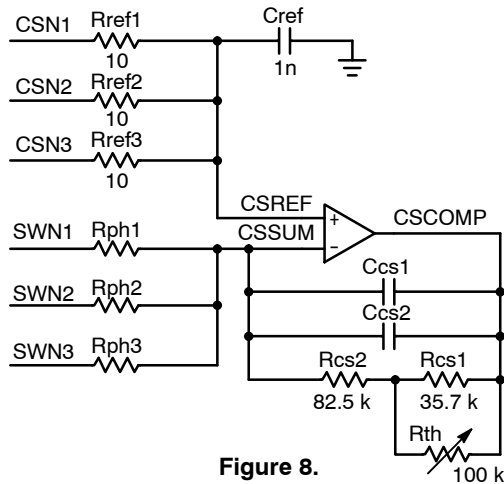 CSN1 Rref1 Cref
10 1n
CSN2 Rref2
10
CSN3 Rref3
10
CSREF
+
CSCOMP
SWN1 Rph1 CSSUM
−
Ccs1
SWN2 Rph2
Ccs2
SWN3 Rph3 Rcs2 Rcs1
82.5 k 35.7 k
Rth
100 k
Figure 8.